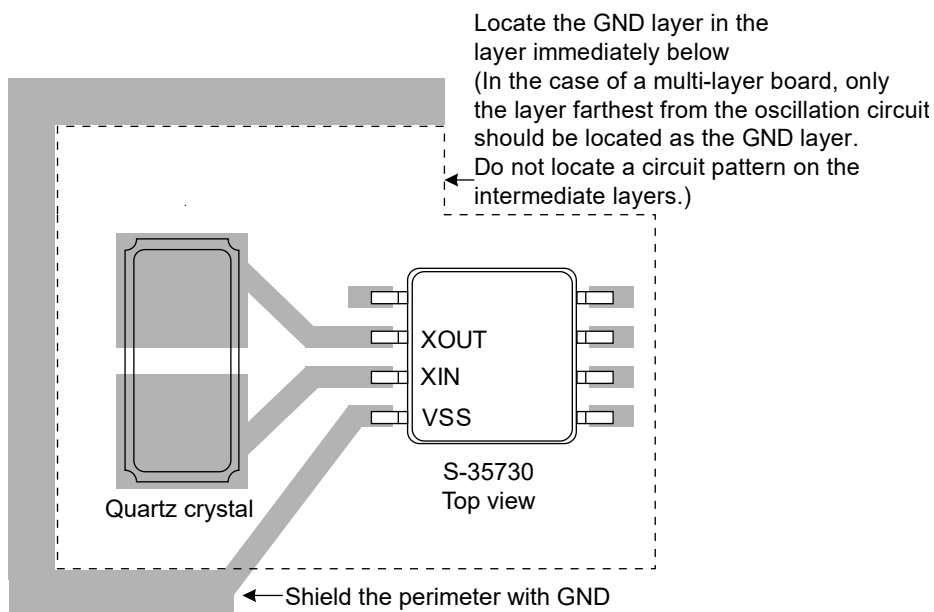 Locate the GND layer in the
layer immediately below
(In the case of a multi-layer board, only
the layer farthest from the oscillation circuit
should be located as the GND layer.
Do not locate a circuit pattern on the
intermediate layers.)
XOUT
XIN
VSS
S-35730
Top view
Quartz crystal
Shield the perimeter with GND